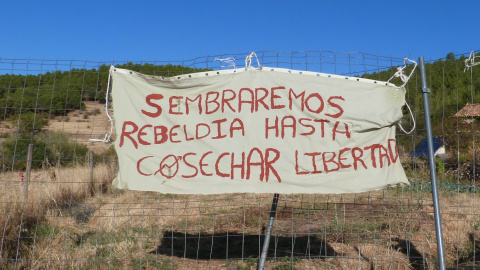 SEMBRAREMOS
REBELDIA HASTA
COSECHAR LIBERTAD